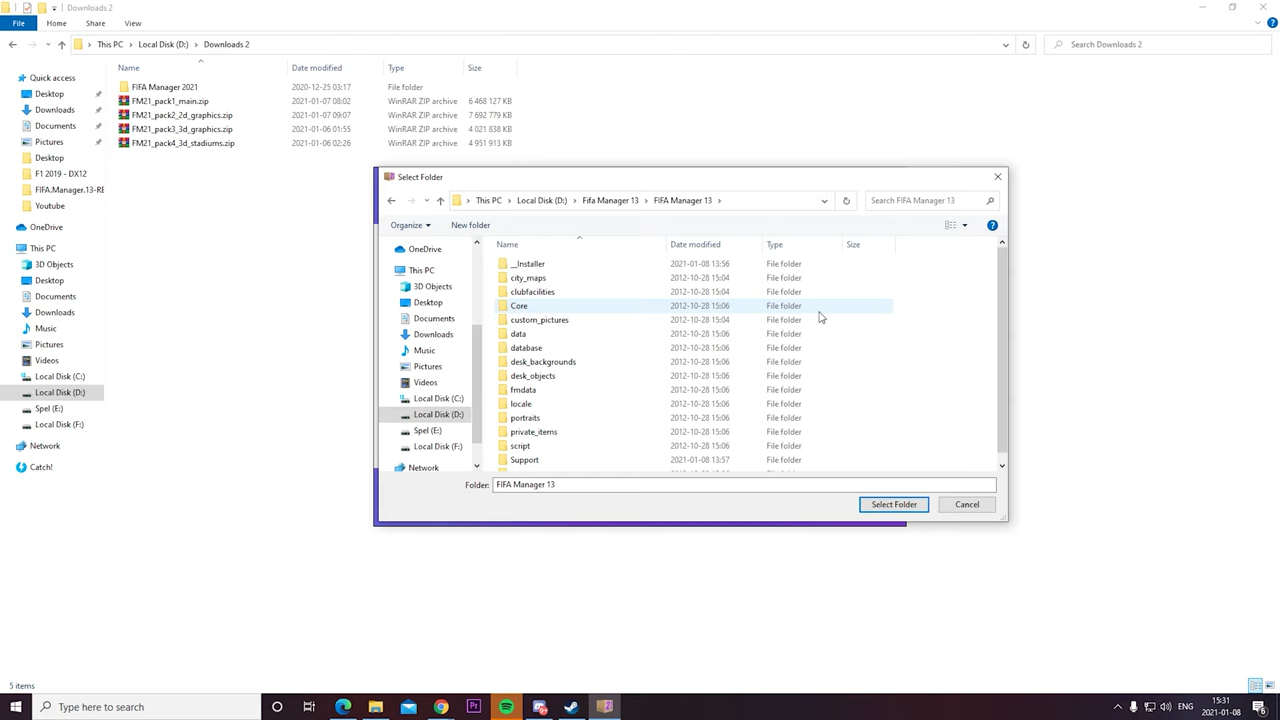 Downloads 2
File Home Share View
This PC Local Disk (D:) Downloads 2
Search Downloads 2
Name Date modified Type Size
Quick access
Desktop
Downloads
Documents
Pictures
Desktop
F1 2019 - DX12
FIFA.Manager.13-RE
Youtube
OneDrive
This PC
3D Objects
Desktop
Documents
Downloads
Music
Pictures
Videos
Local Disk (C:)
Local Disk (D:)
Spel (E:)
Local Disk (F:)
Network
Catch!
FIFA Manager 2021 2020-12-25 03:17 File folder
FM21_pack1_main.zip 2021-01-07 08:02 WinRAR ZIP archive 6 468 127 KB
FM21_pack2_2d_graphics.zip 2021-01-07 09:07 WinRAR ZIP archive 7 692 779 KB
FM21_pack3_3d_graphics.zip 2021-01-06 01:55 WinRAR ZIP archive 4 021 838 KB
FM21_pack4_3d_stadiums.zip 2021-01-06 02:26 WinRAR ZIP archive 4 951 913 KB
Select Folder
This PC Local Disk (D:) Fifa Manager 13 FIFA Manager 13
Search FIFA Manager 13
Organize New folder
OneDrive
This PC
3D Objects
Desktop
Documents
Downloads
Music
Pictures
Videos
Local Disk (C:)
Local Disk (D:)
Spel (E:)
Local Disk (F:)
Network
Name Date modified Type Size
__Installer 2021-01-08 13:56 File folder
city_maps 2012-10-28 15:04 File folder
clubfacilities 2012-10-28 15:04 File folder
Core 2012-10-28 15:06 File folder
custom_pictures 2012-10-28 15:04 File folder
data 2012-10-28 15:06 File folder
database 2012-10-28 15:06 File folder
desk_backgrounds 2012-10-28 15:06 File folder
desk_objects 2012-10-28 15:06 File folder
fmdata 2012-10-28 15:06 File folder
locale 2012-10-28 15:06 File folder
portraits 2012-10-28 15:06 File folder
private_items 2012-10-28 15:06 File folder
script 2012-10-28 15:06 File folder
Support 2021-01-08 13:57 File folder
Folder: FIFA Manager 13
Select Folder Cancel
5 items
Type here to search
ENG
15:31
2021-01-08